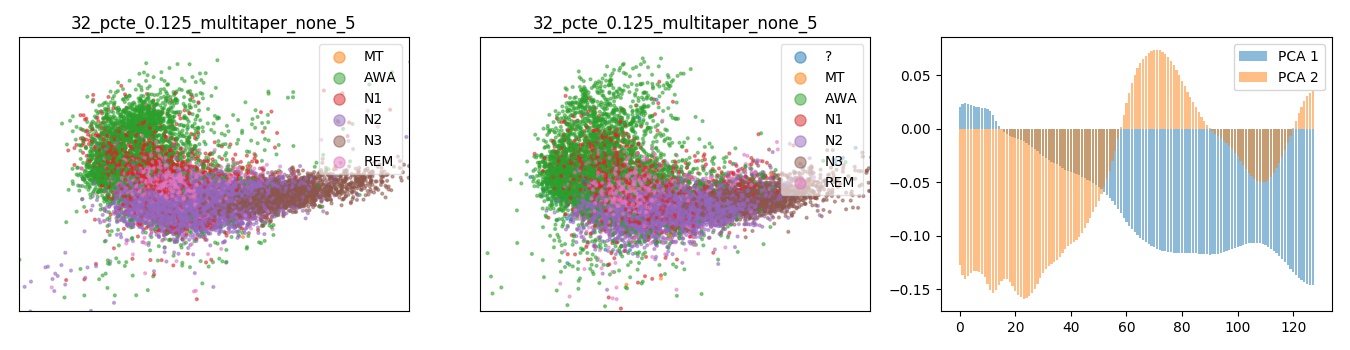 32_pcte_0.125_multitaper_none_5
MT
AWA
N1
N2
N3
REM
32_pcte_0.125_multitaper_none_5
?
MT
AWA
N1
N2
N3
REM
PCA 1
PCA 2
0.05
0.00
−0.05
−0.10
−0.15
0 20 40 60 80 100 120